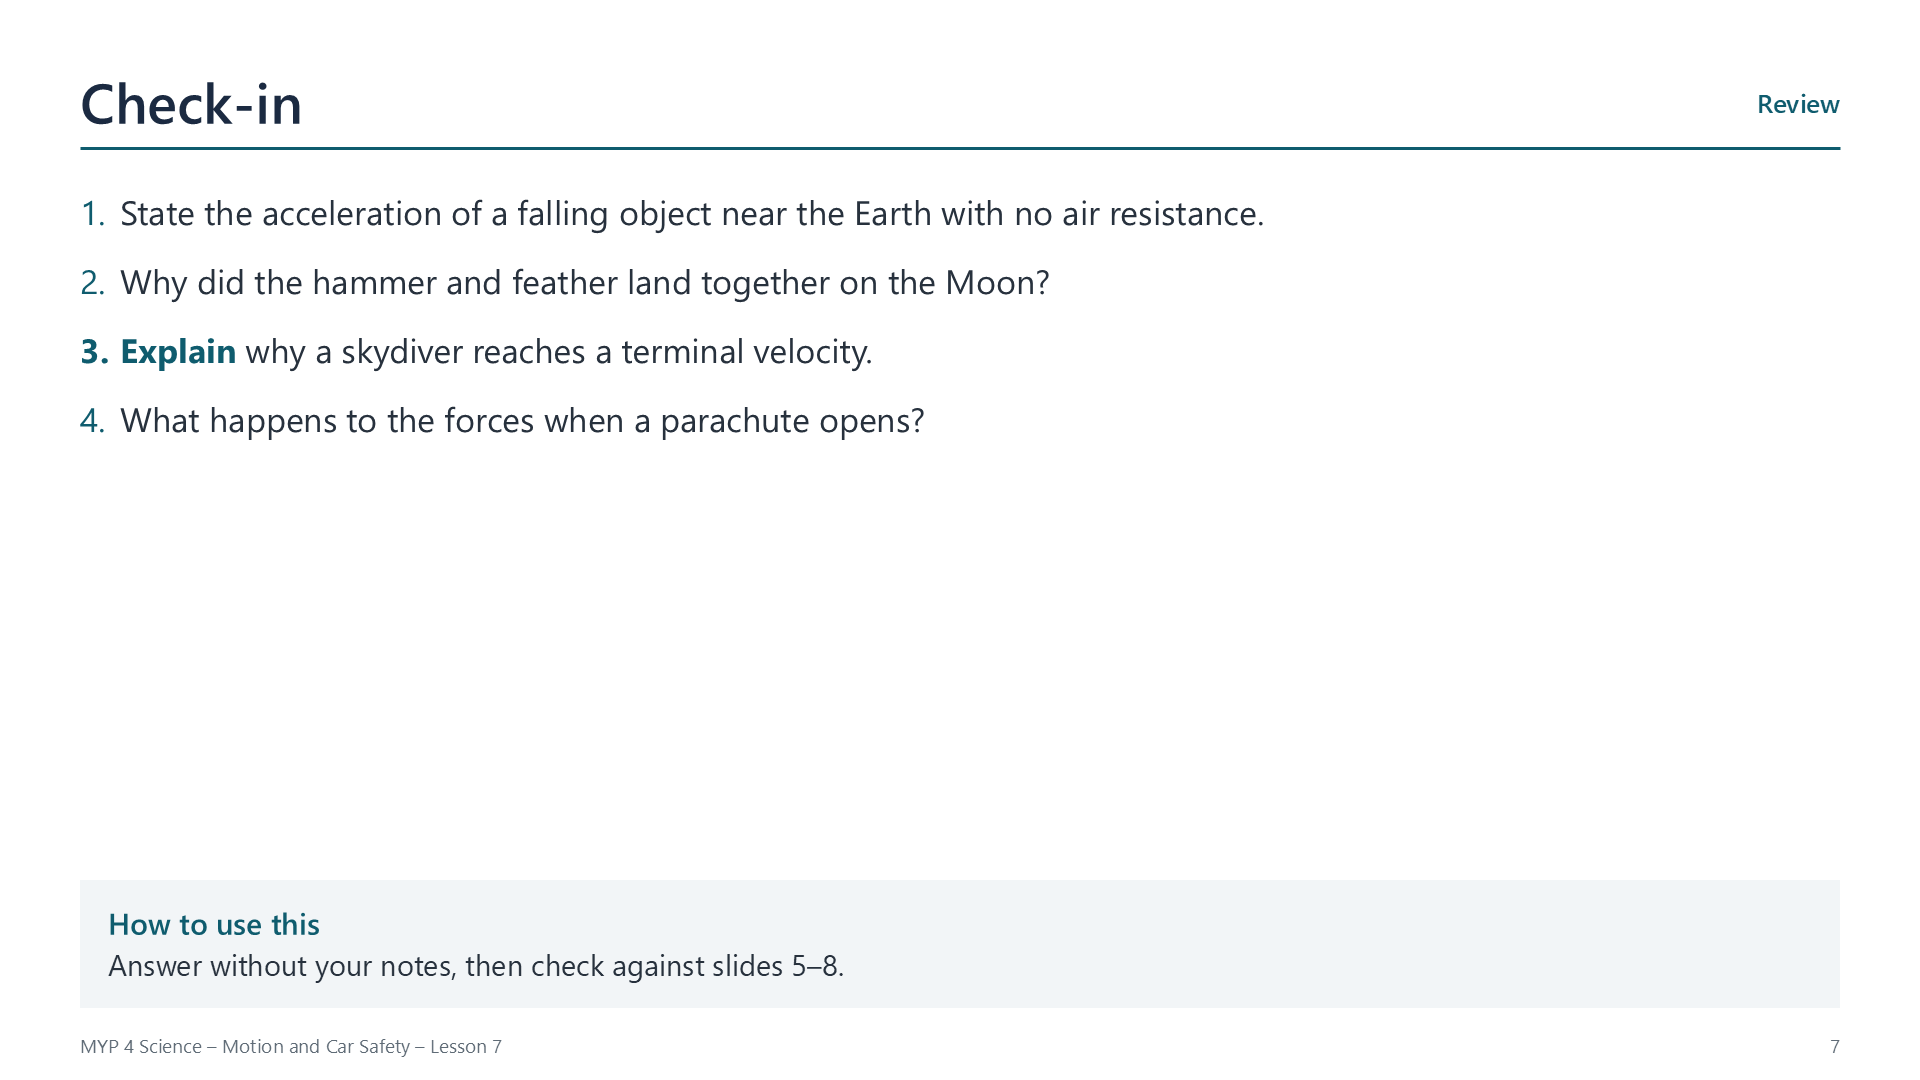 Check-in
Review
1. State the acceleration of a falling object near the Earth with no air resistance.
2. Why did the hammer and feather land together on the Moon?
3. Explain why a skydiver reaches a terminal velocity.
4. What happens to the forces when a parachute opens?
How to use this
Answer without your notes, then check against slides 5–8.
MYP 4 Science – Motion and Car Safety – Lesson 7
7